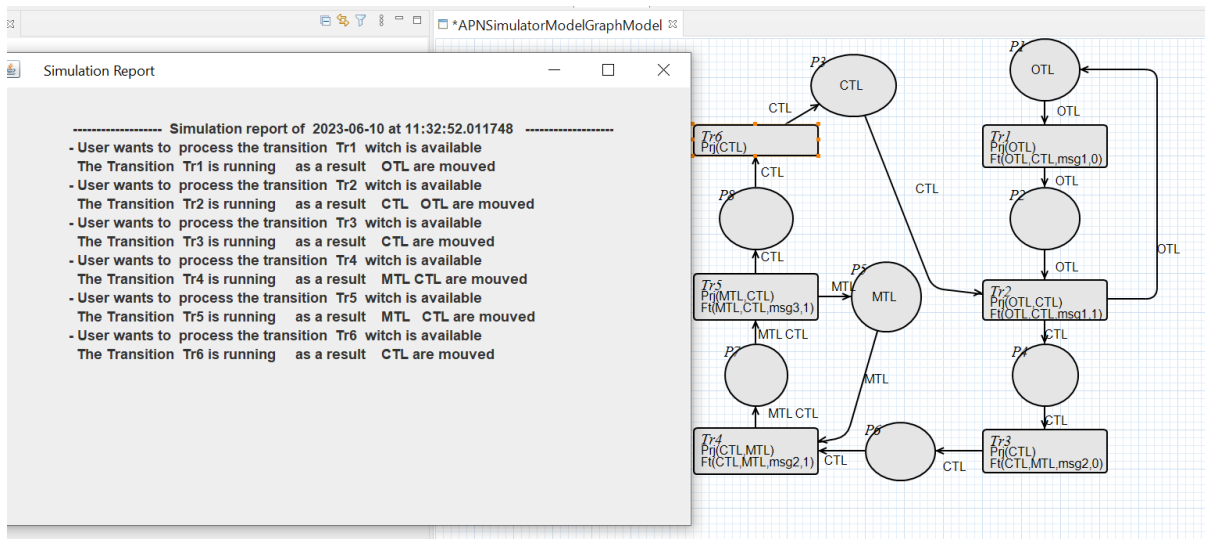 *APNSimulatorModelGraphModel
Simulation Report
------------------- Simulation report of 2023-06-10 at 11:32:52.011748 -------------------
- User wants to process the transition Tr1 witch is available
The Transition Tr1 is running as a result OTL are mouved
- User wants to process the transition Tr2 witch is available
The Transition Tr2 is running as a result CTL OTL are mouved
- User wants to process the transition Tr3 witch is available
The Transition Tr3 is running as a result CTL are mouved
- User wants to process the transition Tr4 witch is available
The Transition Tr4 is running as a result MTL CTL are mouved
- User wants to process the transition Tr5 witch is available
The Transition Tr5 is running as a result MTL CTL are mouved
- User wants to process the transition Tr6 witch is available
The Transition Tr6 is running as a result CTL are mouved
P3
CTL
CTL
Tr6
Prj(CTL)
CTL
P8
CTL
CTL
Tr5
Prj(MTL,CTL)
Ft(MTL,CTL,msg3,1)
MTL
P5
MTL
MTL CTL
P7
MTL
MTL CTL
Tr4
Prj(CTL,MTL)
Ft(CTL,MTL,msg2,1)
CTL
P6
CTL
P1
OTL
OTL
Tr1
Prj(OTL)
Ft(OTL,CTL,msg1,0)
OTL
P2
OTL
OTL
Tr2
Prj(OTL,CTL)
Ft(OTL,CTL,msg1,1)
CTL
P4
CTL
Tr3
Prj(CTL)
Ft(CTL,MTL,msg2,0)